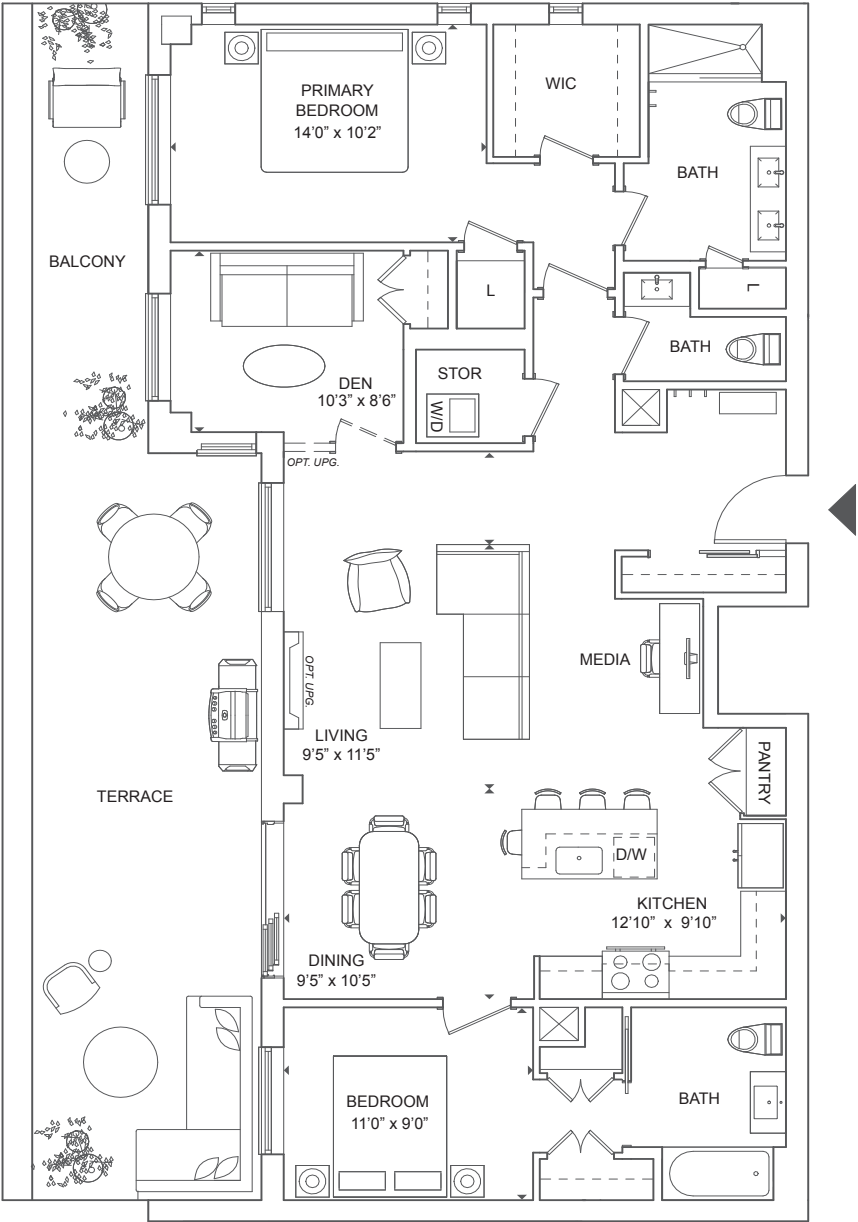 PRIMARY
BEDROOM
14'0" x 10'2"
WIC
BATH
BALCONY
L
L
BATH
DEN
10'3" x 8'6"
STOR
W/D
OPT. UPG.
MEDIA
OPT. UPG.
LIVING
9'5" x 11'5"
PANTRY
TERRACE
D/W
KITCHEN
12'10" x 9'10"
DINING
9'5" x 10'5"
BEDROOM
11'0" x 9'0"
BATH